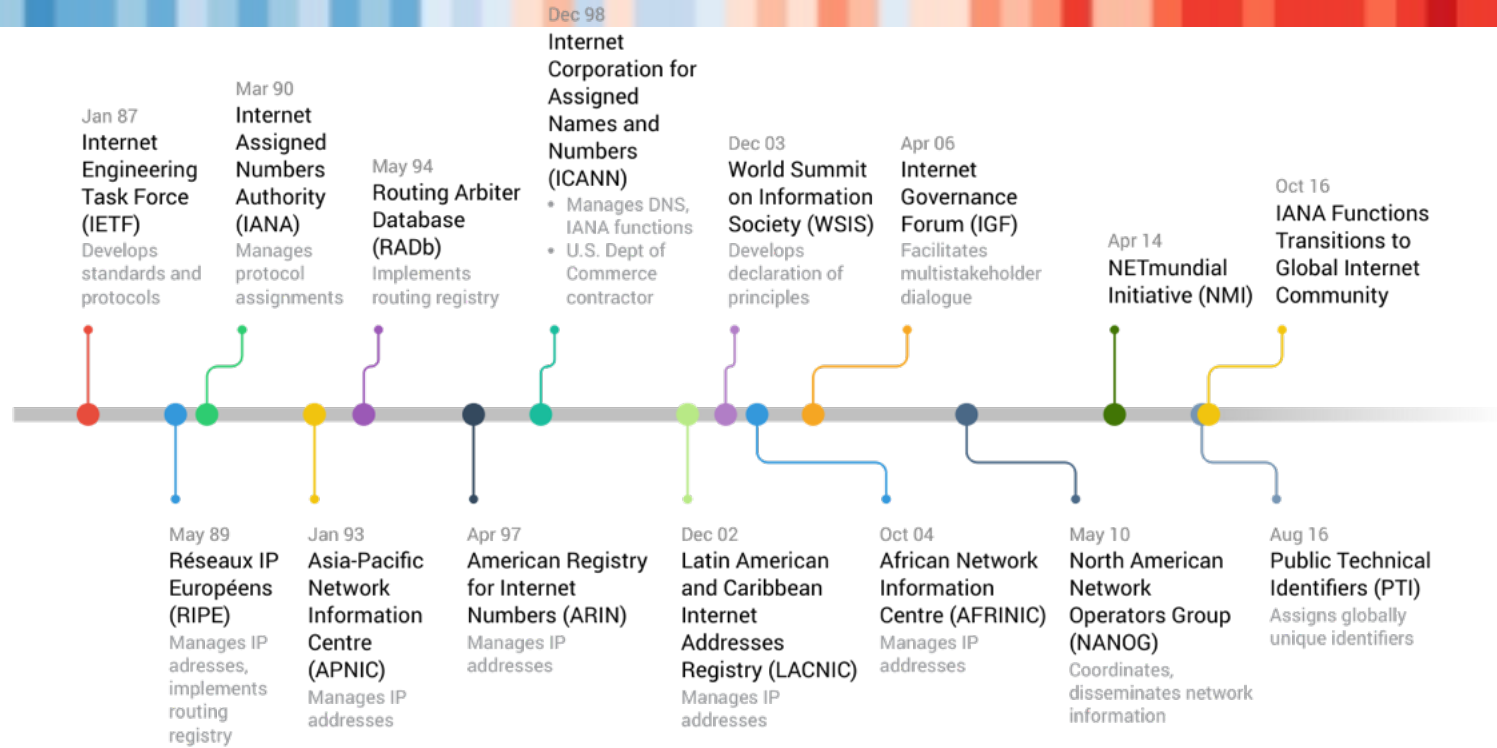 Jan 87
Internet
Engineering
Task Force
(IETF)
Develops
standards and
protocols
Mar 90
Internet
Assigned
Numbers
Authority
(IANA)
Manages
protocol
assignments
May 94
Routing Arbiter
Database
(RADb)
Implements
routing registry
Dec 98
Internet
Corporation for
Assigned
Names and
Numbers
(ICANN)
• Manages DNS,
IANA functions
• U.S. Dept of
Commerce
contractor
Dec 03
World Summit
on Information
Society (WSIS)
Develops
declaration of
principles
Apr 06
Internet
Governance
Forum (IGF)
Facilitates
multistakeholder
dialogue
Apr 14
NETmundial
Initiative (NMI)
Oct 16
IANA Functions
Transitions to
Global Internet
Community
May 89
Réseaux IP
Européens
(RIPE)
Manages IP
adresses,
implements
routing
registry
Jan 93
Asia-Pacific
Network
Information
Centre
(APNIC)
Manages IP
addresses
Apr 97
American Registry
for Internet
Numbers (ARIN)
Manages IP
addresses
Dec 02
Latin American
and Caribbean
Internet
Addresses
Registry (LACNIC)
Manages IP
addresses
Oct 04
African Network
Information
Centre (AFRINIC)
Manages IP
addresses
May 10
North American
Network
Operators Group
(NANOG)
Coordinates,
disseminates network
information
Aug 16
Public Technical
Identifiers (PTI)
Assigns globally
unique identifiers